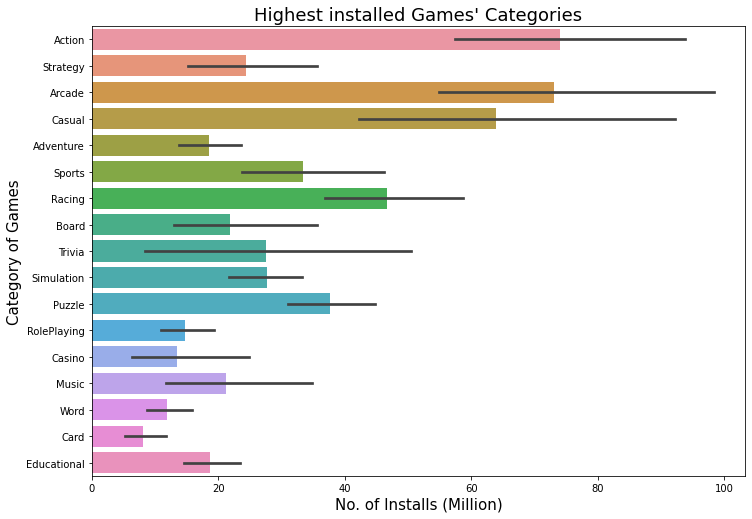 Highest installed Games' Categories
Category of Games
Action
Strategy
Arcade
Casual
Adventure
Sports
Racing
Board
Trivia
Simulation
Puzzle
RolePlaying
Casino
Music
Word
Card
Educational
0 20 40 60 80 100
No. of Installs (Million)